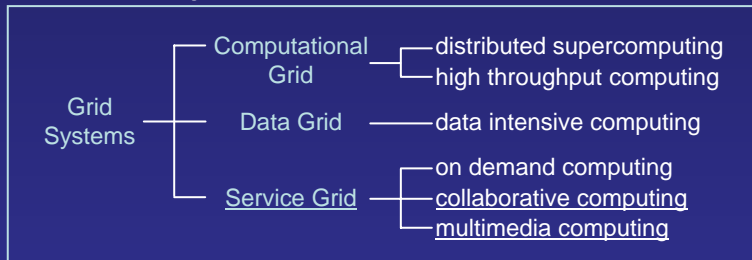 Grid
Systems
Computational
Grid
distributed supercomputing
high throughput computing
Data Grid
data intensive computing
Service Grid
on demand computing
collaborative computing
multimedia computing